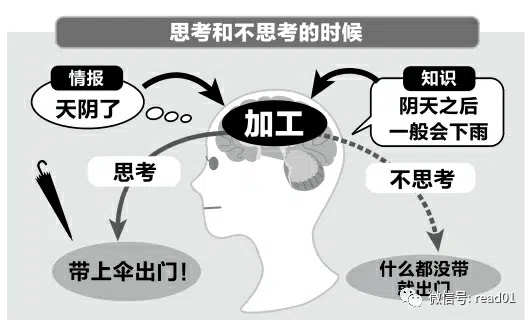 思考和不思考的时候
情报
天阴了
知识
阴天之后
一般会下雨
加工
思考
不思考
带上伞出门！
什么都没带
就出门
微信号: read01